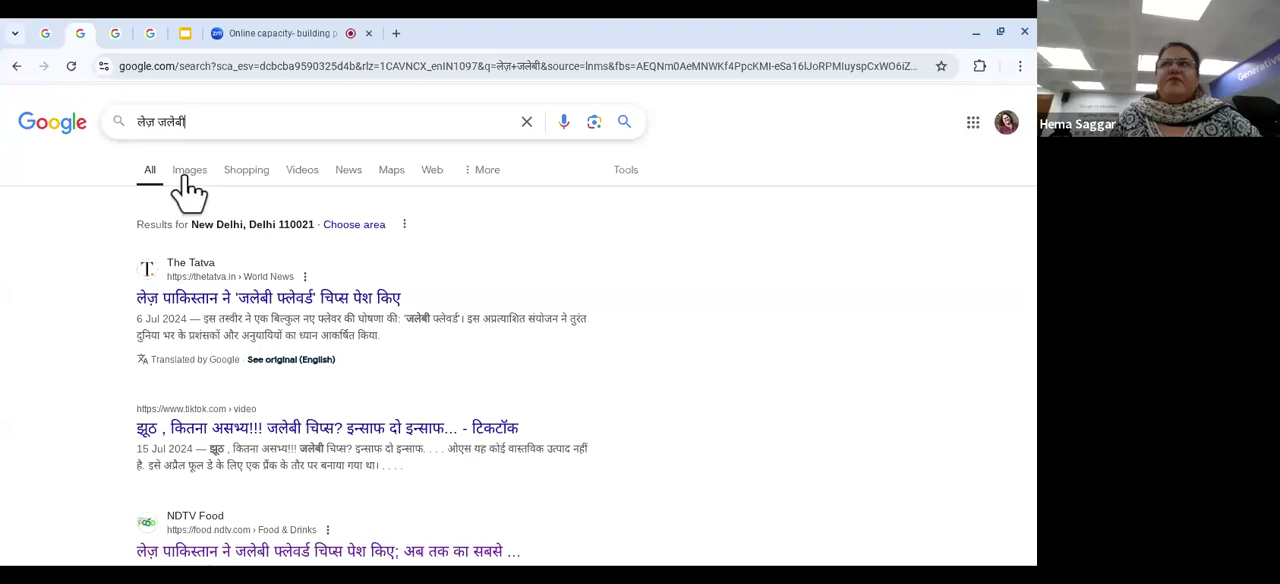 Online capacity- building p
google.com/search?sca_esv=dcbcba9590325d4b&rlz=1CAVNCX_enIN1097&q=लेज़+जलेबी&source=lnms&fbs=AEQNm0AeMNWKf4PpcKMI-eSa16lJoRPMIuyspCxWO6iZ...
Generative
Hema Saggar
Google
लेज़ जलेबी
All Images Shopping Videos News Maps Web More Tools
Results for New Delhi, Delhi 110021 · Choose area
The Tatva
https://thetatva.in › World News
लेज़ पाकिस्तान ने 'जलेबी फ्लेवर्ड' चिप्स पेश किए
6 Jul 2024 — इस तस्वीर ने एक बिल्कुल नए फ्लेवर की घोषणा की: 'जलेबी फ्लेवर्ड'। इस अप्रत्याशित संयोजन ने तुरंत
दुनिया भर के प्रशंसकों और अनुयायियों का ध्यान आकर्षित किया.
Translated by Google · See original (English)
https://www.tiktok.com › video
झूठ , कितना असभ्य!!! जलेबी चिप्स? इन्साफ दो इन्साफ... - टिकटॉक
15 Jul 2024 — झूठ , कितना असभ्य!!! जलेबी चिप्स? इन्साफ दो इन्साफ. . . . ओएस यह कोई वास्तविक उत्पाद नहीं
है. इसे अप्रैल फूल डे के लिए एक प्रैंक के तौर पर बनाया गया था। . . . .
NDTV Food
https://food.ndtv.com › Food & Drinks
लेज़ पाकिस्तान ने जलेबी फ्लेवर्ड चिप्स पेश किए; अब तक का सबसे ...